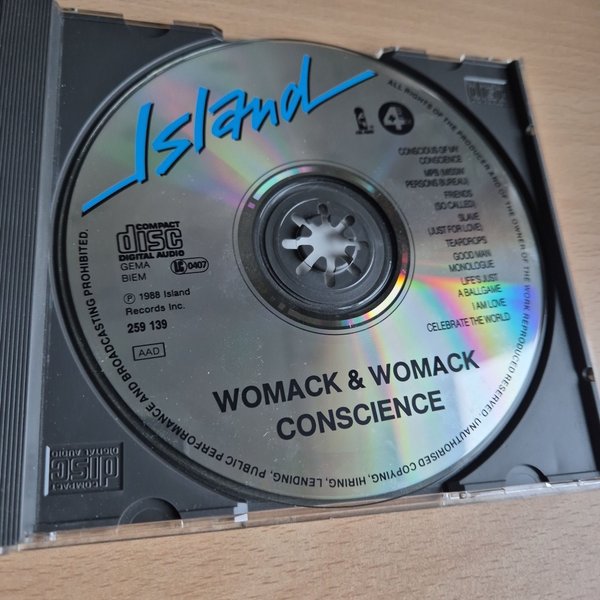 Island
ALL RIGHTS OF THE PRODUCER AND OF THE OWNER OF THE WORK REPRODUCED RESERVED. UNAUTHORISED COPYING, HIRING, LENDING, PUBLIC PERFORMANCE AND BROADCASTING PROHIBITED.
4
CONSCIOUS OF MY
CONSCIENCE
MPB (MISSIN'
PERSONS BUREAU)
FRIENDS
(SO CALLED)
SLAVE
(JUST FOR LOVE)
TEARDROPS
GOOD MAN
MONOLOGUE
LIFE'S JUST
A BALLGAME
I AM LOVE
CELEBRATE THE WORLD
COMPACT
disc
DIGITAL AUDIO
GEMA
BIEM
LC 0407
℗ 1988 Island
Records Inc.
259 139
AAD
WOMACK & WOMACK
CONSCIENCE
COMPACT
disc
DIGITAL AUDIO